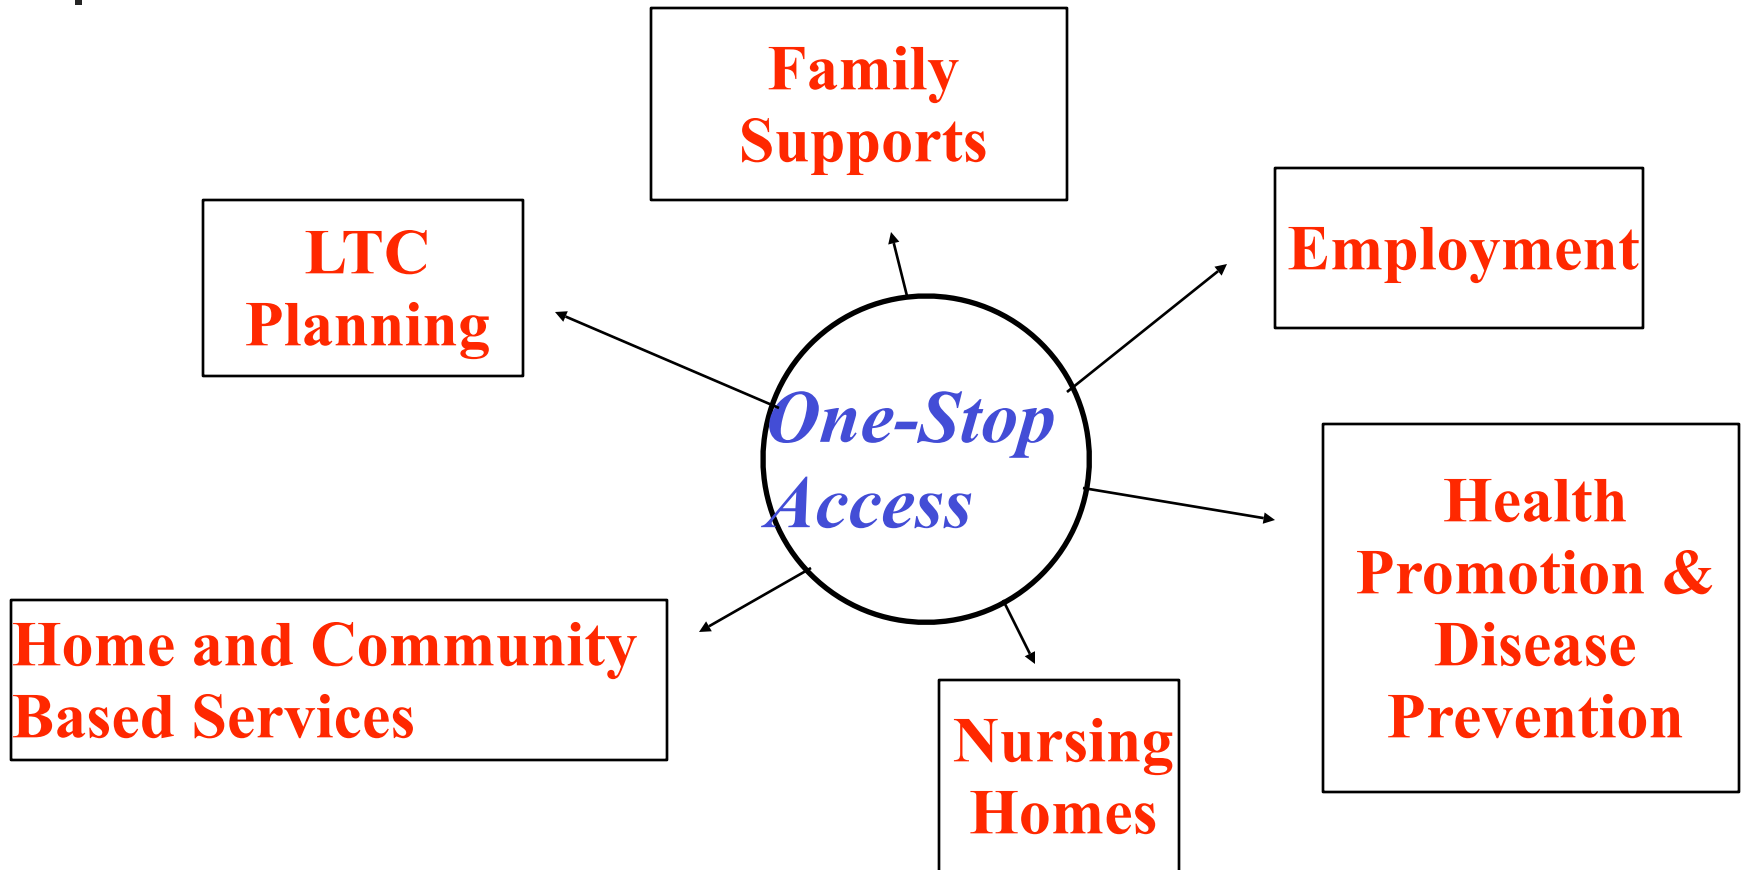 Family
Supports
Employment
LTC
Planning
One-Stop
Access
Health
Promotion &
Disease
Prevention
Home and Community
Based Services
Nursing
Homes